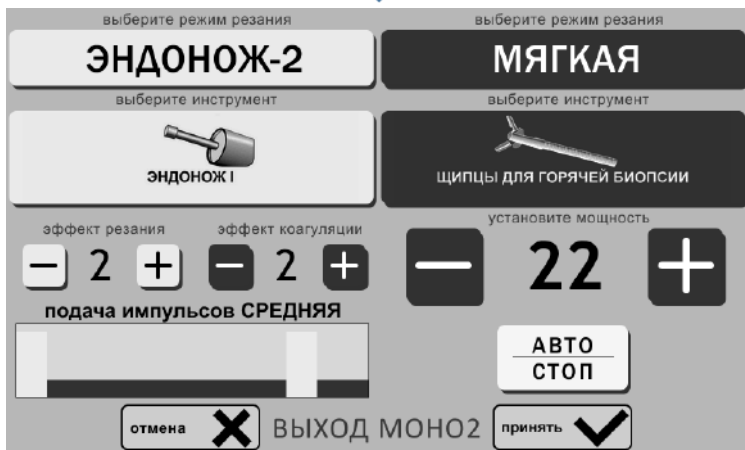 выберите режим резания
выберите режим резания
ЭНДОНОЖ-2
МЯГКАЯ
выберите инструмент
выберите инструмент
ЭНДОНОЖ I
ЩИПЦЫ ДЛЯ ГОРЯЧЕЙ БИОПСИИ
эффект резания
эффект коагуляции
установите мощность
− 2 +
− 2 +
− 22 +
подача импульсов СРЕДНЯЯ
АВТО
СТОП
отмена
ВЫХОД МОНО2
принять